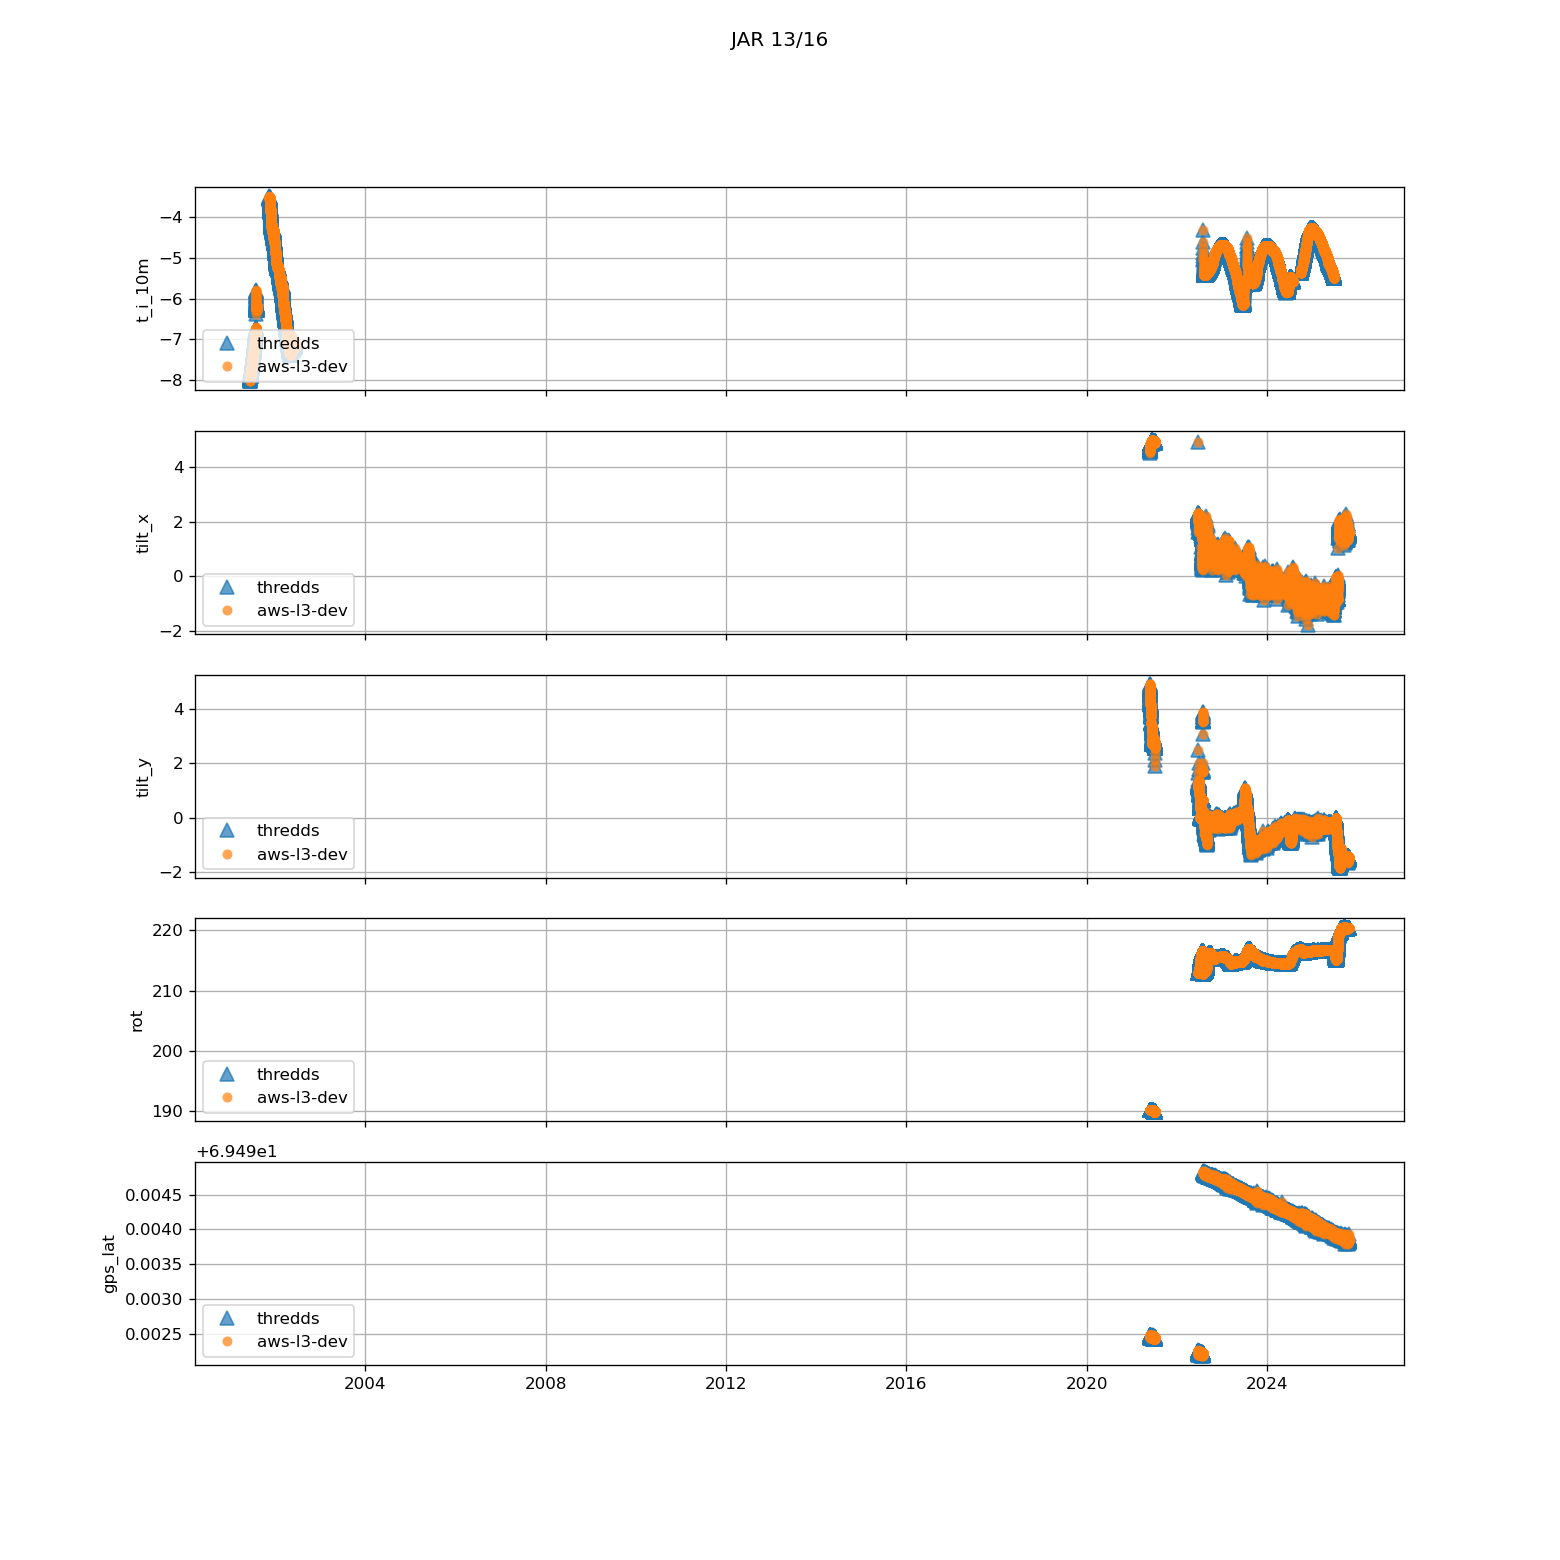 JAR 13/16
−4
−5
−6
−7
−8
t_i_10m
thredds
aws-l3-dev
4
2
0
−2
tilt_x
thredds
aws-l3-dev
4
2
0
−2
tilt_y
thredds
aws-l3-dev
220
210
200
190
rot
thredds
aws-l3-dev
+6.949e1
0.0045
0.0040
0.0035
0.0030
0.0025
gps_lat
thredds
aws-l3-dev
2004 2008 2012 2016 2020 2024